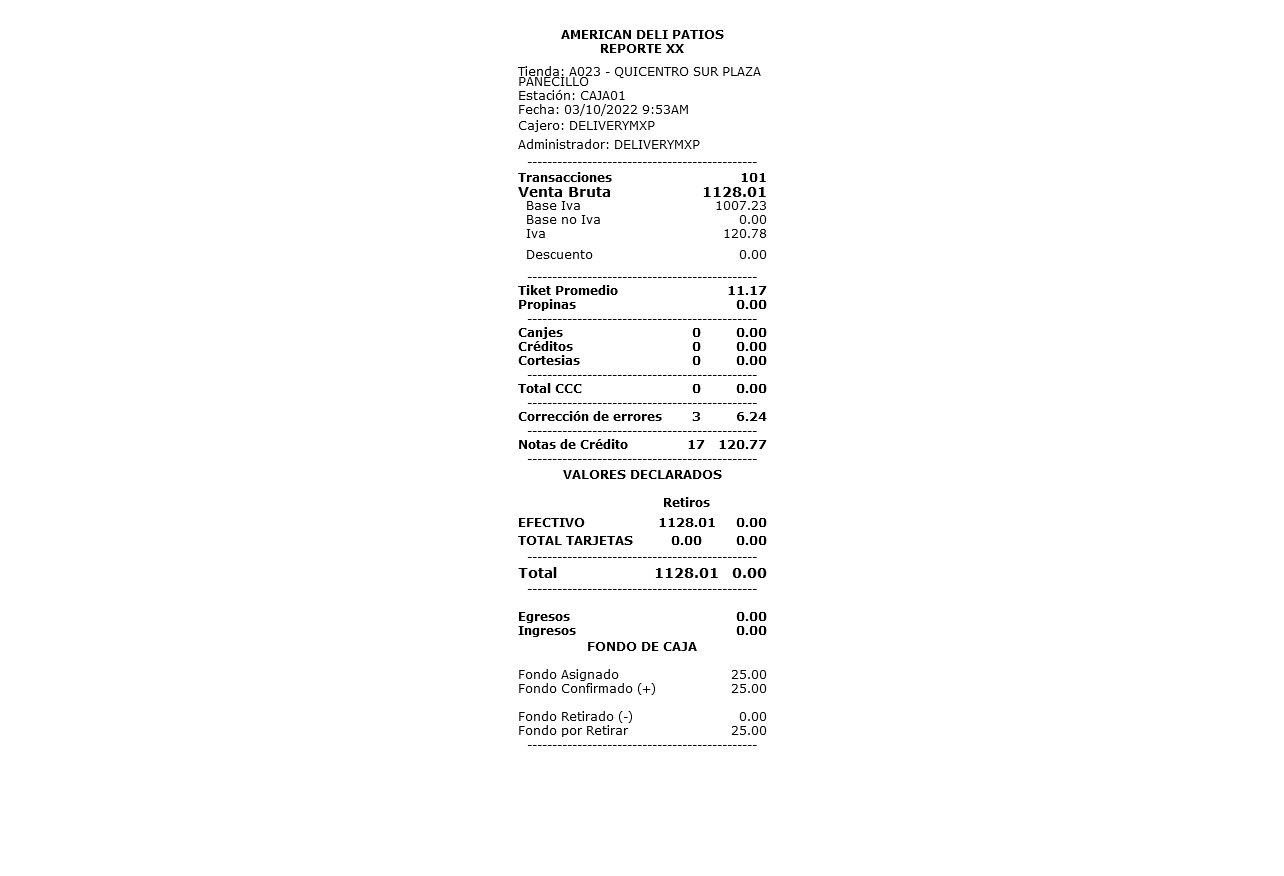 AMERICAN DELI PATIOS
REPORTE XX
Tienda: A023 - QUICENTRO SUR PLAZA
PANECILLO
Estación: CAJA01
Fecha: 03/10/2022 9:53AM
Cajero: DELIVERYMXP
Administrador: DELIVERYMXP
----------------------------------------------
Transacciones 101
Venta Bruta 1128.01
Base Iva 1007.23
Base no Iva 0.00
Iva 120.78
Descuento 0.00
----------------------------------------------
Tiket Promedio 11.17
Propinas 0.00
----------------------------------------------
Canjes 0 0.00
Créditos 0 0.00
Cortesias 0 0.00
----------------------------------------------
Total CCC 0 0.00
----------------------------------------------
Corrección de errores 3 6.24
----------------------------------------------
Notas de Crédito 17 120.77
----------------------------------------------
VALORES DECLARADOS
Retiros
EFECTIVO 1128.01 0.00
TOTAL TARJETAS 0.00 0.00
----------------------------------------------
Total 1128.01 0.00
----------------------------------------------
Egresos 0.00
Ingresos 0.00
FONDO DE CAJA
Fondo Asignado 25.00
Fondo Confirmado (+) 25.00
Fondo Retirado (-) 0.00
Fondo por Retirar 25.00
----------------------------------------------